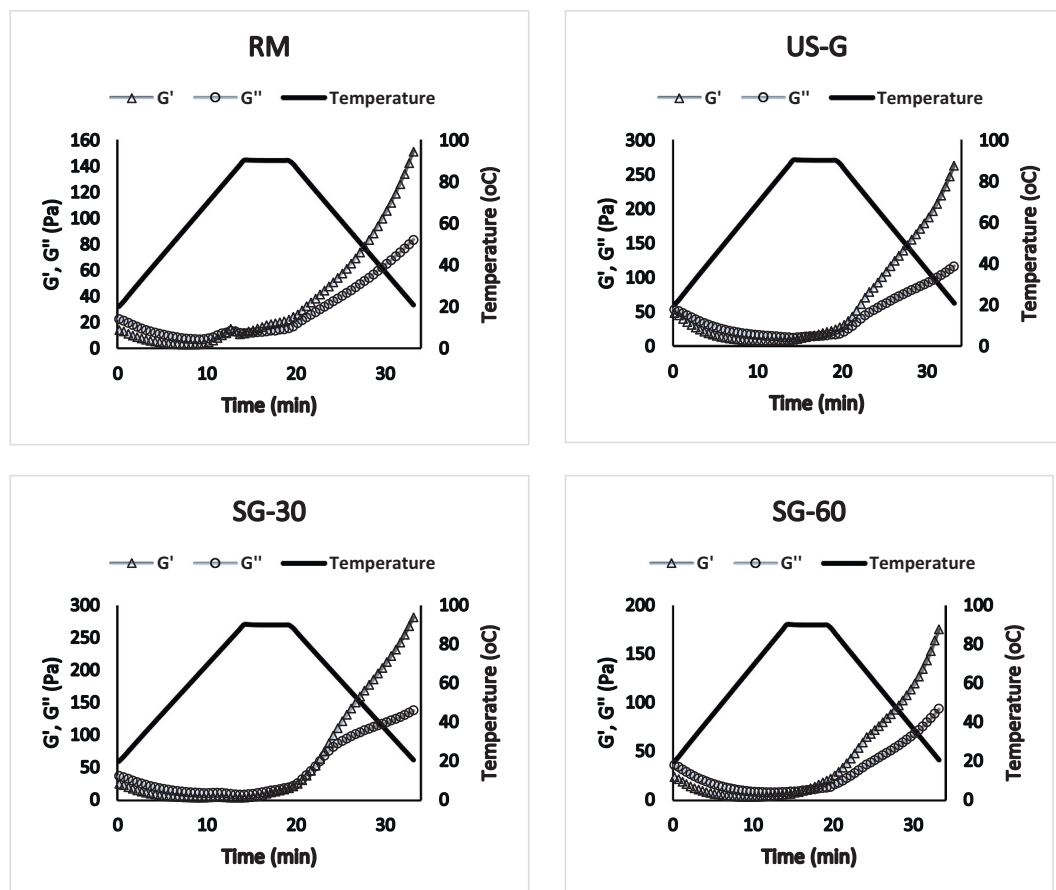 RM
G' G'' Temperature
160 100
140
120 80
100 60
80
60 40
40 20
20
0 0
G', G'' (Pa)
Temperature (oC)
0 10 20 30
Time (min)
US-G
G' G'' Temperature
300 100
250 80
200 60
150
100 40
50 20
0 0
G', G'' (Pa)
Temperature (oC)
0 10 20 30
Time (min)
SG-30
G' G'' Temperature
300 100
250 80
200 60
150
100 40
50 20
0 0
G', G'' (Pa)
Temperature (oC)
0 10 20 30
Time (min)
SG-60
G' G'' Temperature
200 100
150 80
60
100 40
50 20
0 0
G', G'' (Pa)
Temperature (oC)
0 10 20 30
Time (min)